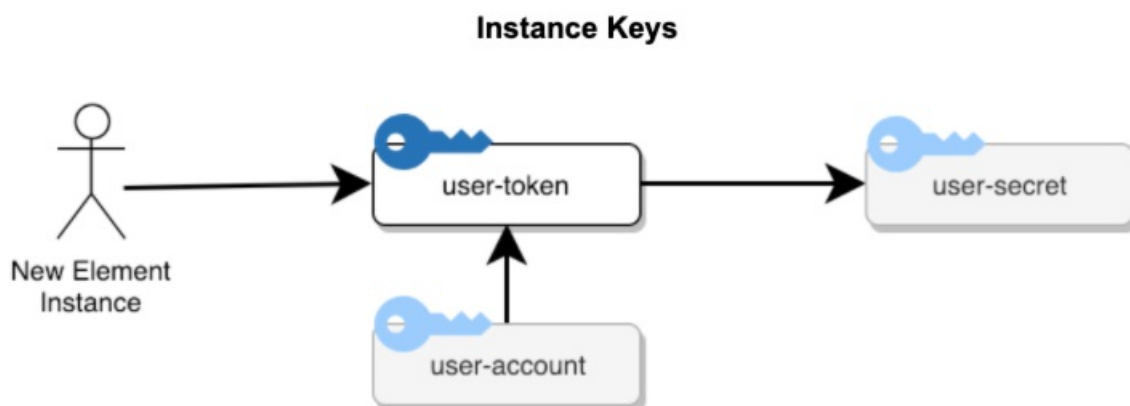 Instance Keys
user-token
user-secret
New Element
Instance
user-account